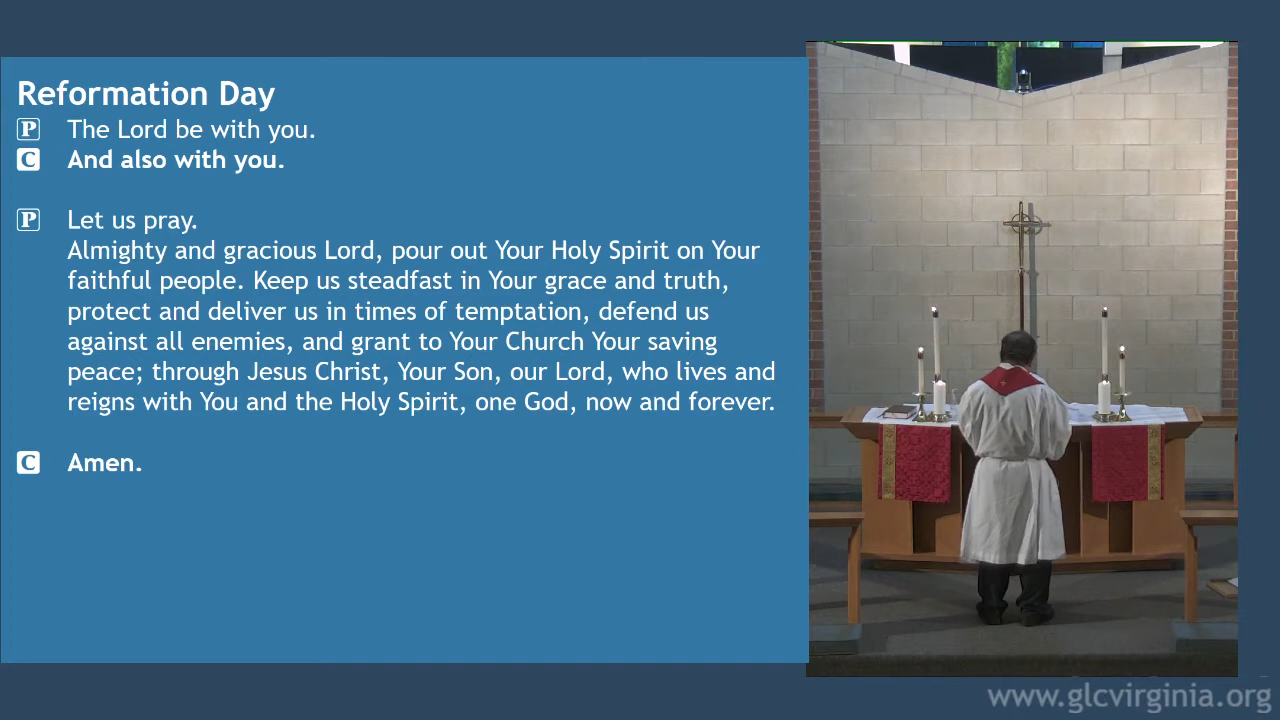 Reformation Day
P The Lord be with you.
C And also with you.
P Let us pray.
Almighty and gracious Lord, pour out Your Holy Spirit on Your
faithful people. Keep us steadfast in Your grace and truth,
protect and deliver us in times of temptation, defend us
against all enemies, and grant to Your Church Your saving
peace; through Jesus Christ, Your Son, our Lord, who lives and
reigns with You and the Holy Spirit, one God, now and forever.
C Amen.
www.glcvirginia.org